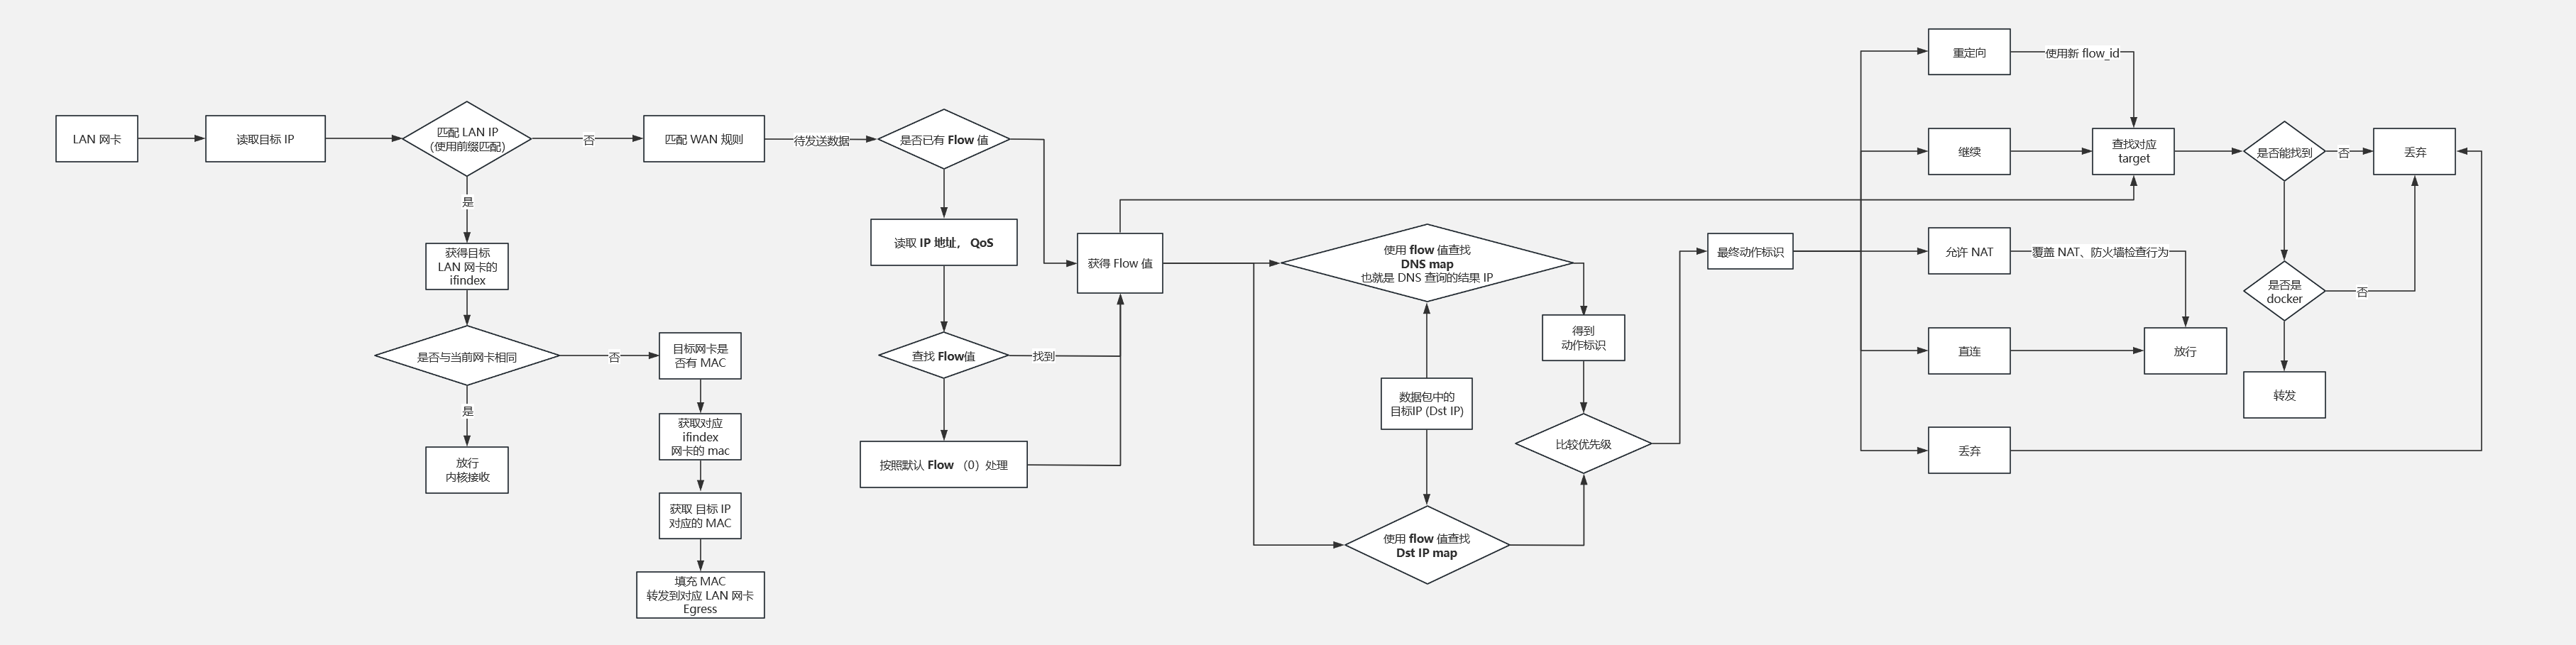 LAN 网卡
读取目标 IP
匹配 LAN IP
（使用前缀匹配）
否
是
获得目标
LAN 网卡的
ifindex
是否与当前网卡相同
是
放行
内核接收
否
目标网卡是
否有 MAC
获取对应
ifindex
网卡的 mac
获取 目标 IP
对应的 MAC
填充 MAC
转发到对应 LAN 网卡
Egress
匹配 WAN 规则
待发送数据
是否已有 Flow 值
读取 IP 地址， QoS
查找 Flow值
找到
按照默认 Flow （0）处理
获得 Flow 值
使用 flow 值查找
DNS map
也就是 DNS 查询的结果 IP
数据包中的
目标IP (Dst IP)
使用 flow 值查找
Dst IP map
得到
动作标识
比较优先级
最终动作标识
重定向
使用新 flow_id
继续
查找对应
target
允许 NAT
覆盖 NAT、防火墙检查行为
直连
放行
丢弃
是否能找到
否
丢弃
是否是
docker
否
转发